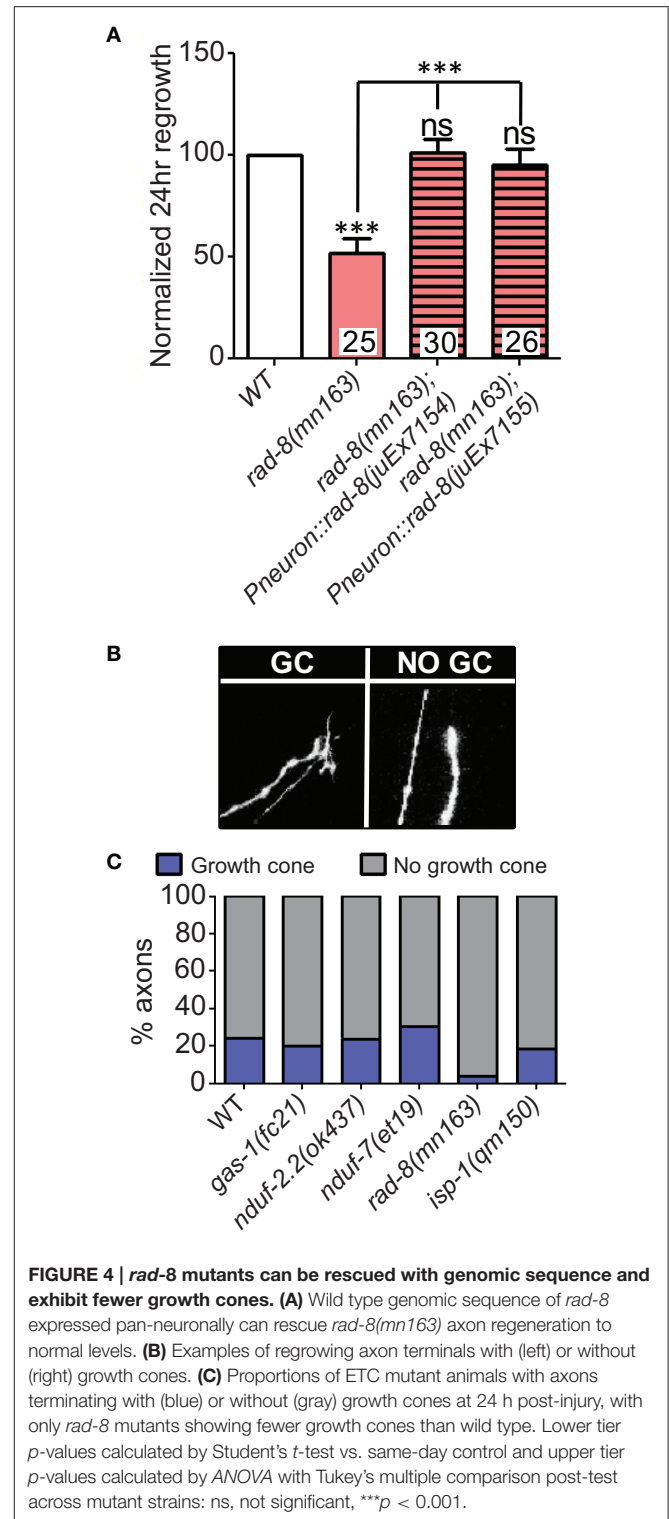 A
Normalized 24hr regrowth
150
100
50
0
***
***
ns
ns
25
30
26
WT
rad-8(mn163)
rad-8(mn163);
Pneuron::rad-8(juEx7154)
rad-8(mn163);
Pneuron::rad-8(juEx7155)
B
GC
NO GC
C
Growth cone
No growth cone
% axons
100
80
60
40
20
0
WT
gas-1(fc21)
nduf-2.2(ok437)
nduf-7(et19)
rad-8(mn163)
isp-1(qm150)
FIGURE 4 | rad-8 mutants can be rescued with genomic sequence and
exhibit fewer growth cones. (A) Wild type genomic sequence of rad-8
expressed pan-neuronally can rescue rad-8(mn163) axon regeneration to
normal levels. (B) Examples of regrowing axon terminals with (left) or without
(right) growth cones. (C) Proportions of ETC mutant animals with axons
terminating with (blue) or without (gray) growth cones at 24 h post-injury, with
only rad-8 mutants showing fewer growth cones than wild type. Lower tier
p-values calculated by Student's t-test vs. same-day control and upper tier
p-values calculated by ANOVA with Tukey's multiple comparison post-test
across mutant strains: ns, not significant, ***p < 0.001.